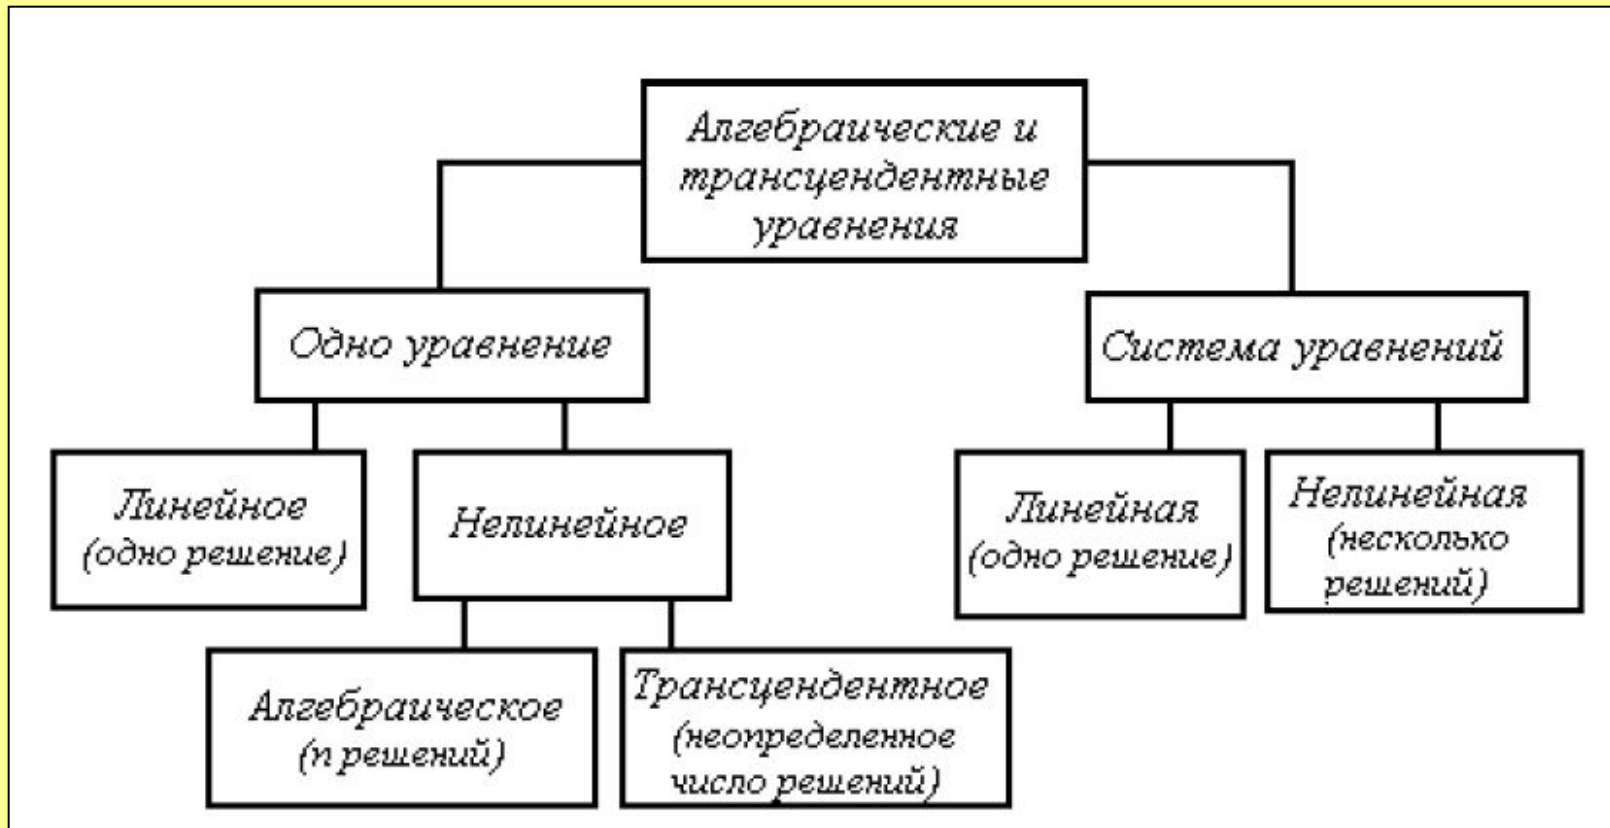 Алгебраические и
трансцендентные
уравнения
Одно уравнение
Система уравнений
Линейное
(одно решение)
Нелинейное
Линейная
(одно решение)
Нелинейная
(несколько
решений)
Алгебраическое
(n решений)
Трансцендентное
(неопределенное
число решений)